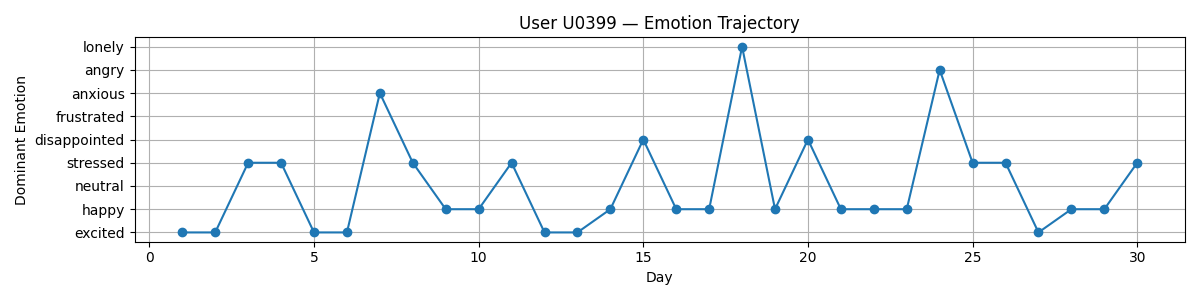 User U0399 — Emotion Trajectory
Dominant Emotion
lonely
angry
anxious
frustrated
disappointed
stressed
neutral
happy
excited
0 5 10 15 20 25 30
Day